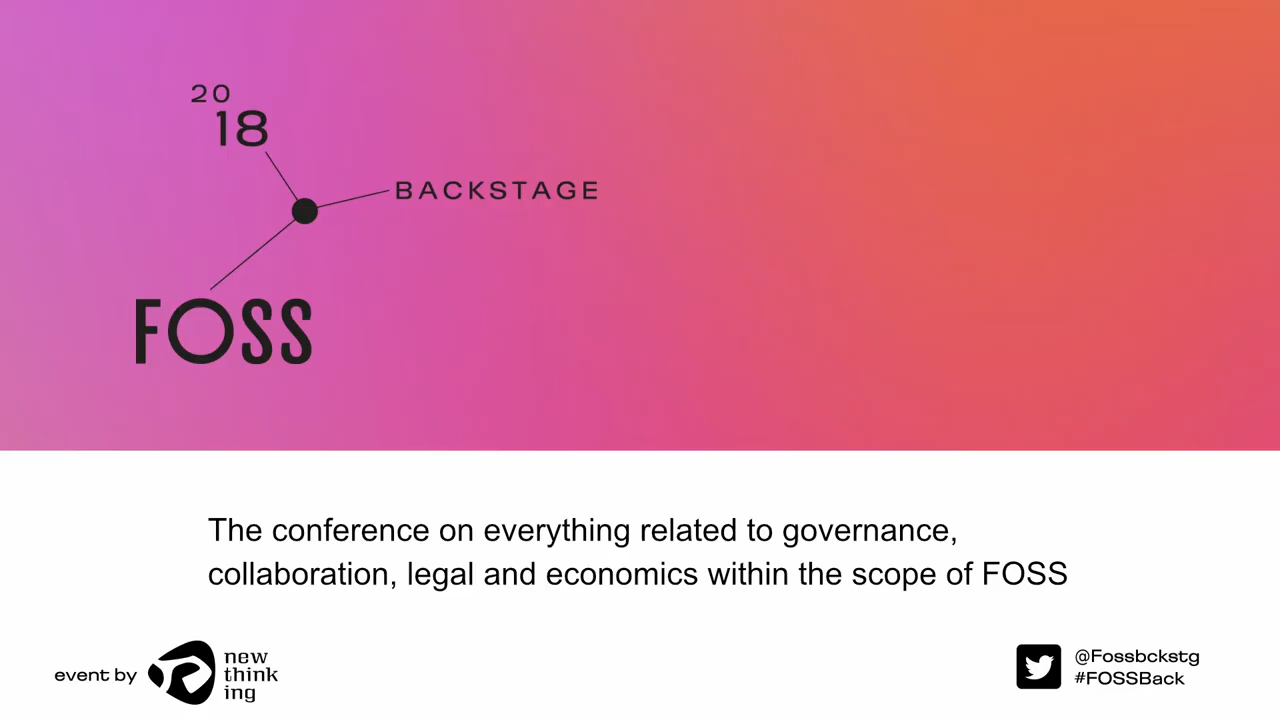 20
18
BACKSTAGE
FOSS
The conference on everything related to governance,
collaboration, legal and economics within the scope of FOSS
event by
new
think
ing
@Fossbckstg
#FOSSBack